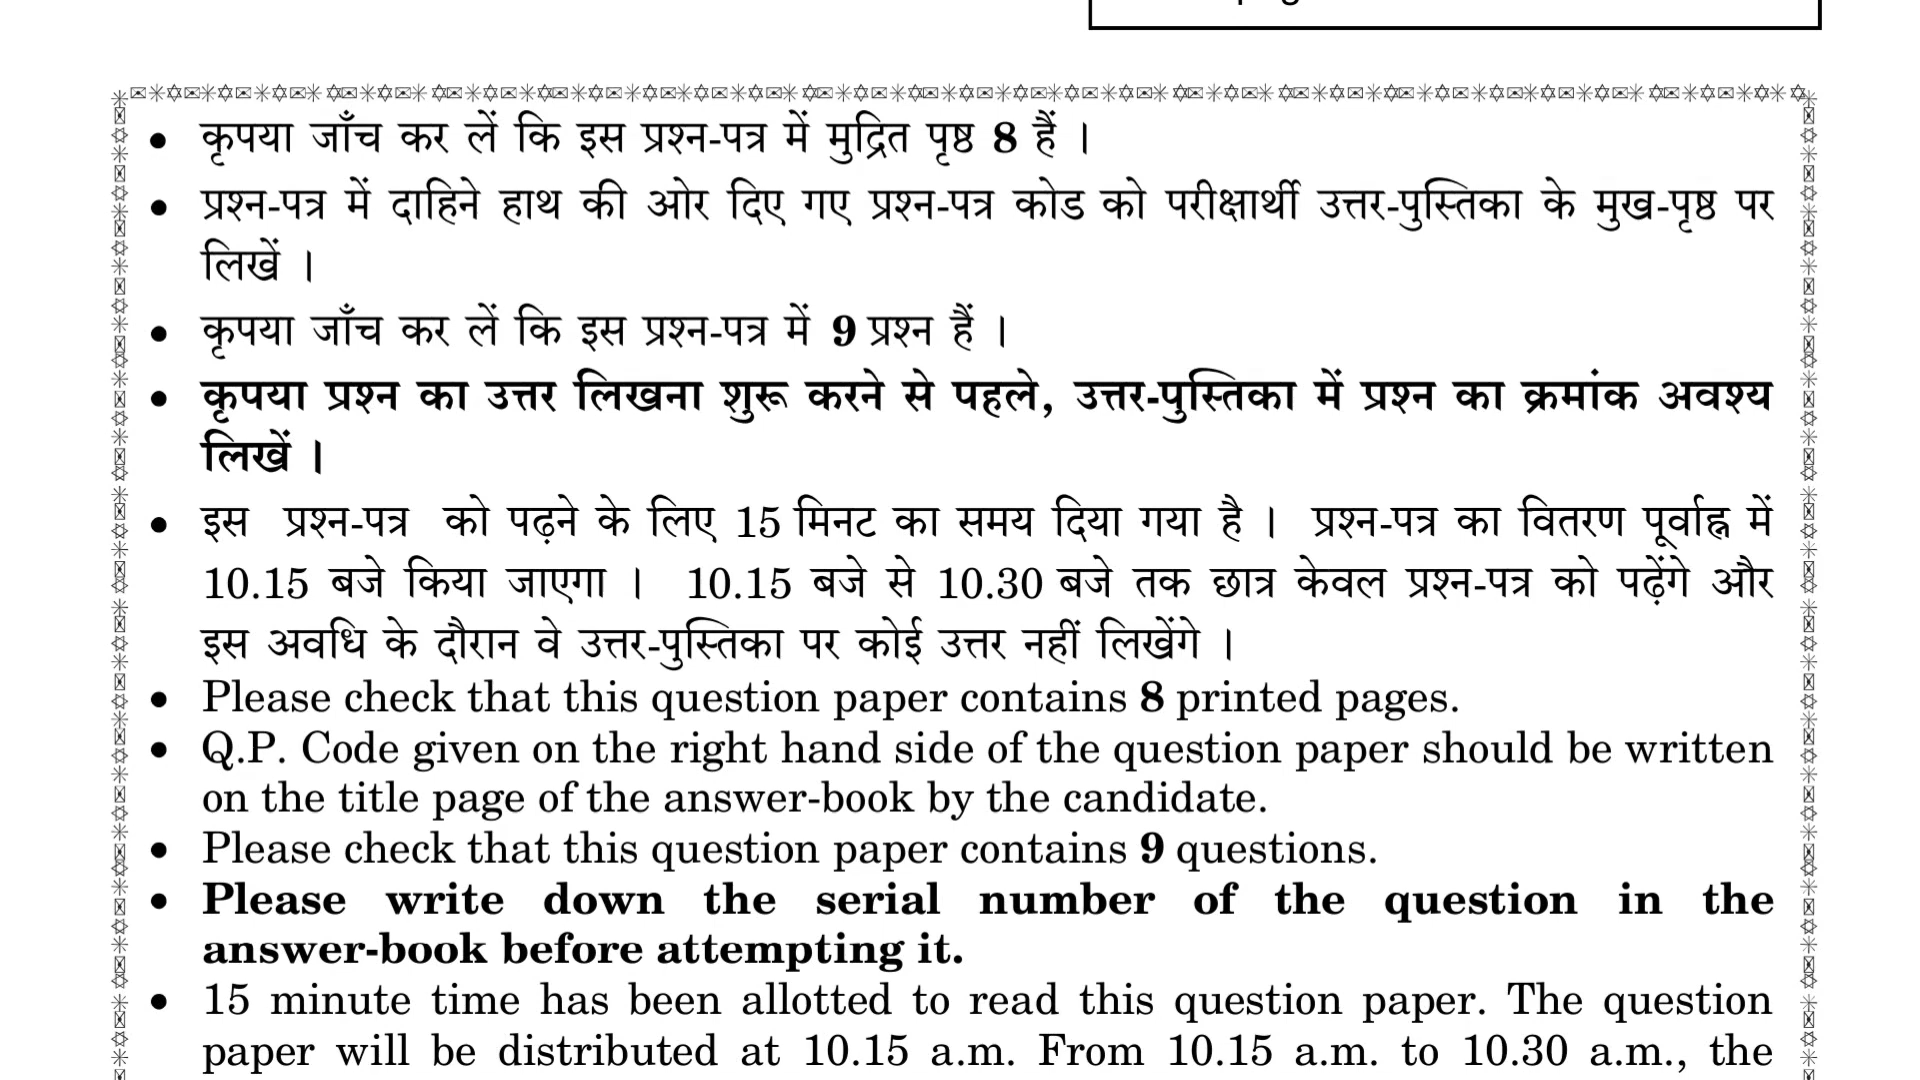 • कृपया जाँच कर लें कि इस प्रश्न-पत्र में मुद्रित पृष्ठ 8 हैं ।
• प्रश्न-पत्र में दाहिने हाथ की ओर दिए गए प्रश्न-पत्र कोड को परीक्षार्थी उत्तर-पुस्तिका के मुख-पृष्ठ पर
लिखें ।
• कृपया जाँच कर लें कि इस प्रश्न-पत्र में 9 प्रश्न हैं ।
• कृपया प्रश्न का उत्तर लिखना शुरू करने से पहले, उत्तर-पुस्तिका में प्रश्न का क्रमांक अवश्य
लिखें ।
• इस प्रश्न-पत्र को पढ़ने के लिए 15 मिनट का समय दिया गया है । प्रश्न-पत्र का वितरण पूर्वाह्न में
10.15 बजे किया जाएगा । 10.15 बजे से 10.30 बजे तक छात्र केवल प्रश्न-पत्र को पढ़ेंगे और
इस अवधि के दौरान वे उत्तर-पुस्तिका पर कोई उत्तर नहीं लिखेंगे ।
• Please check that this question paper contains 8 printed pages.
• Q.P. Code given on the right hand side of the question paper should be written
on the title page of the answer-book by the candidate.
• Please check that this question paper contains 9 questions.
• Please write down the serial number of the question in the
answer-book before attempting it.
• 15 minute time has been allotted to read this question paper. The question
paper will be distributed at 10.15 a.m. From 10.15 a.m. to 10.30 a.m., the